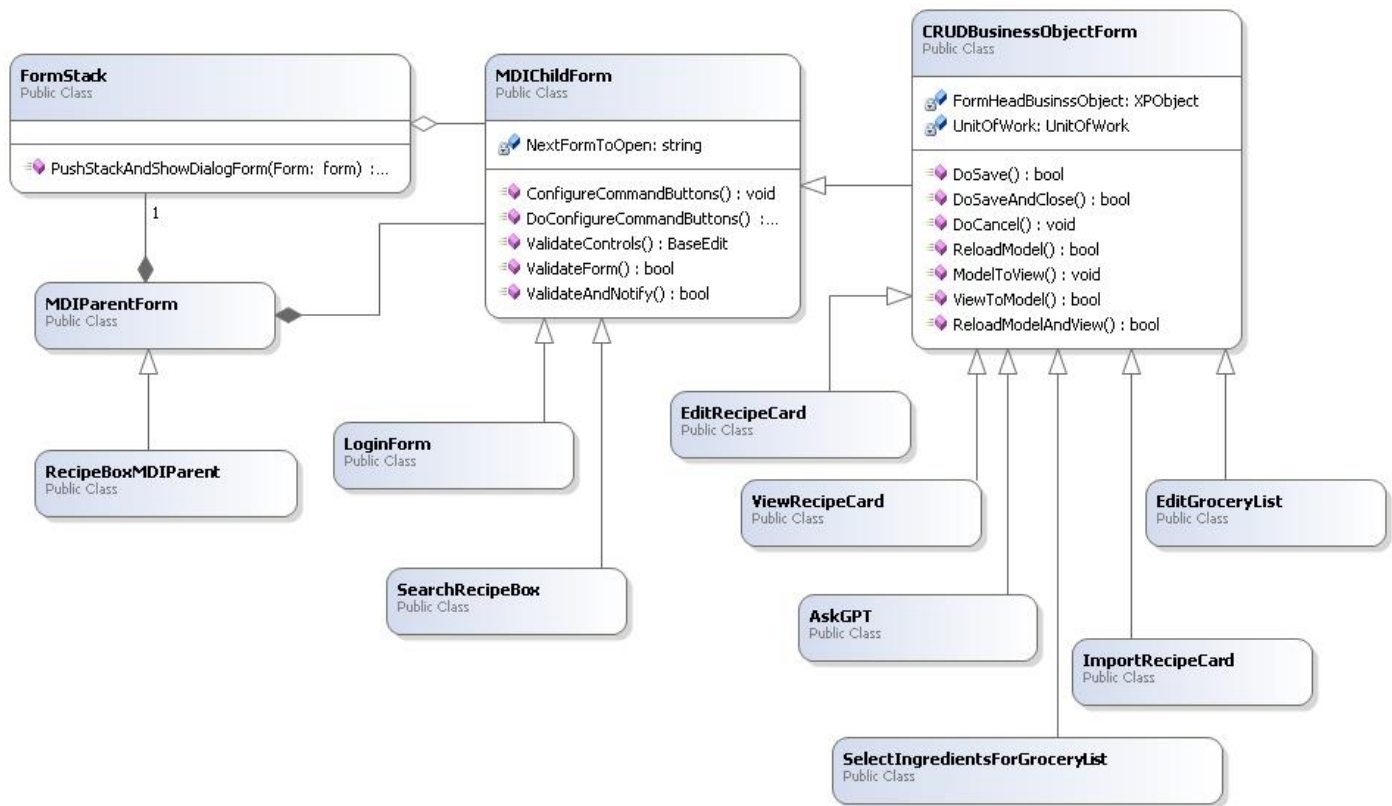 FormStack
Public Class
PushStackAndShowDialogForm(Form: form) :...
1
MDIParentForm
Public Class
RecipeBoxMDIParent
Public Class
MDIChildForm
Public Class
NextFormToOpen: string
ConfigureCommandButtons() : void
DoConfigureCommandButtons() :...
ValidateControls() : BaseEdit
ValidateForm() : bool
ValidateAndNotify() : bool
LoginForm
Public Class
SearchRecipeBox
Public Class
CRUDBusinessObjectForm
Public Class
FormHeadBusinssObject: XPObject
UnitOfWork: UnitOfWork
DoSave() : bool
DoSaveAndClose() : bool
DoCancel() : void
ReloadModel() : bool
ModelToView() : void
ViewToModel() : bool
ReloadModelAndView() : bool
EditRecipeCard
Public Class
ViewRecipeCard
Public Class
EditGroceryList
Public Class
AskGPT
Public Class
ImportRecipeCard
Public Class
SelectIngredientsForGroceryList
Public Class